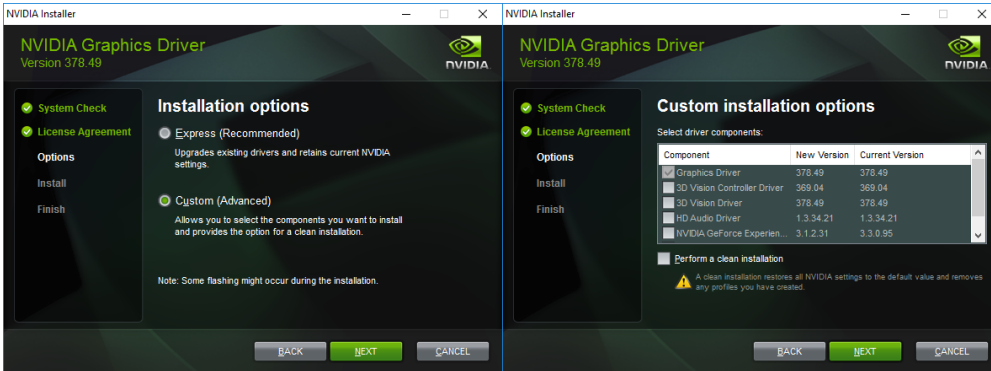 NVIDIA Installer
NVIDIA Graphics Driver
Version 378.49
NVIDIA.
System Check
License Agreement
Options
Install
Finish
Installation options
Express (Recommended)
Upgrades existing drivers and retains current NVIDIA
settings.
Custom (Advanced)
Allows you to select the components you want to install
and provides the option for a clean installation.
Note: Some flashing might occur during the installation.
BACK NEXT CANCEL
NVIDIA Installer
NVIDIA Graphics Driver
Version 378.49
NVIDIA.
System Check
License Agreement
Options
Install
Finish
Custom installation options
Select driver components:
Component New Version Current Version
Graphics Driver 378.49 378.49
3D Vision Controller Driver 369.04 369.04
3D Vision Driver 378.49 378.49
HD Audio Driver 1.3.34.21 1.3.34.21
NVIDIA GeForce Experien... 3.1.2.31 3.3.0.95
Perform a clean installation
A clean installation restores all NVIDIA settings to the default value and removes
any profiles you have created.
BACK NEXT CANCEL